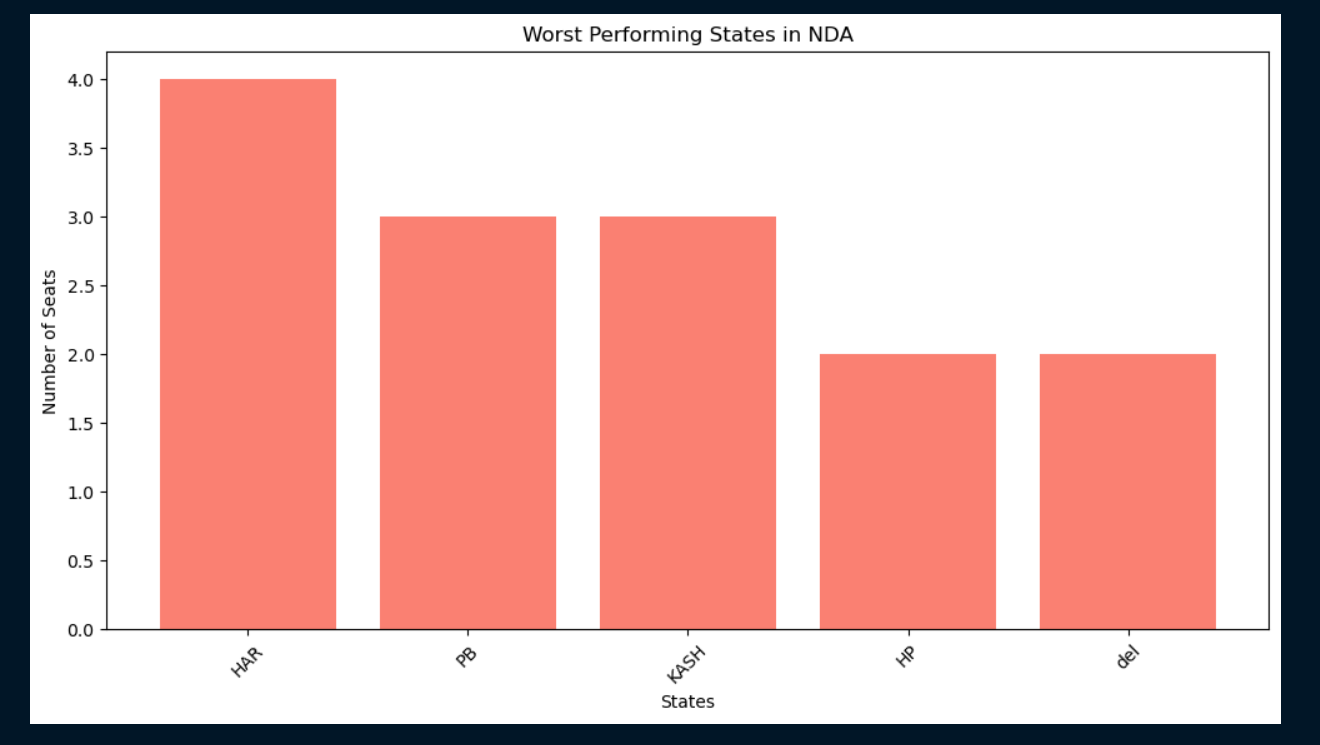 Worst Performing States in NDA
Number of Seats
4.0
3.5
3.0
2.5
2.0
1.5
1.0
0.5
0.0
HAR
PB
KASH
HP
del
States